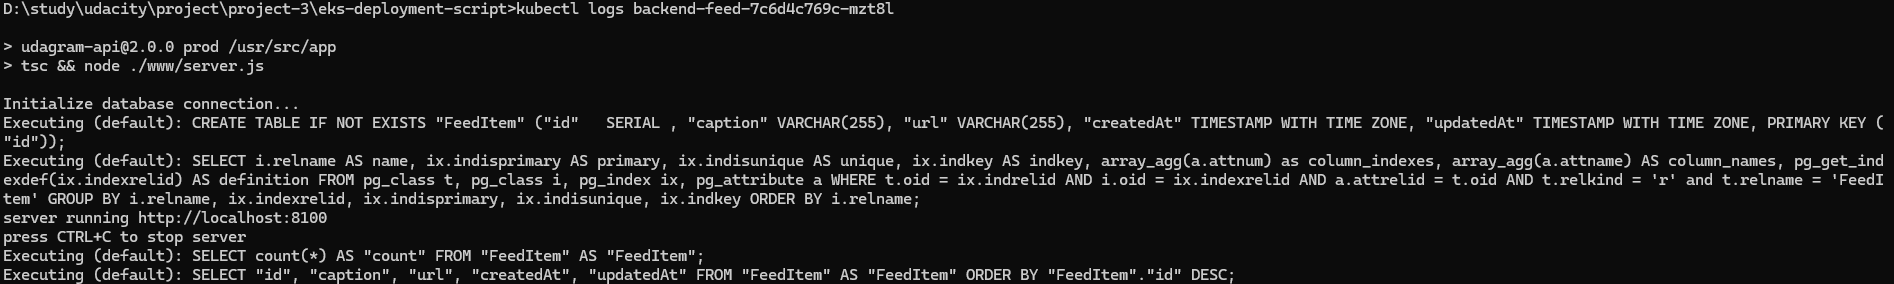 D:\study\udacity\project\project-3\eks-deployment-script>kubectl logs backend-feed-7c6d4c769c-mzt8l
> udagram-api@2.0.0 prod /usr/src/app
> tsc && node ./www/server.js
Initialize database connection...
Executing (default): CREATE TABLE IF NOT EXISTS "FeedItem" ("id"   SERIAL , "caption" VARCHAR(255), "url" VARCHAR(255), "createdAt" TIMESTAMP WITH TIME ZONE, "updatedAt" TIMESTAMP WITH TIME ZONE, PRIMARY KEY (
"id"));
Executing (default): SELECT i.relname AS name, ix.indisprimary AS primary, ix.indisunique AS unique, ix.indkey AS indkey, array_agg(a.attnum) as column_indexes, array_agg(a.attname) AS column_names, pg_get_ind
exdef(ix.indexrelid) AS definition FROM pg_class t, pg_class i, pg_index ix, pg_attribute a WHERE t.oid = ix.indrelid AND i.oid = ix.indexrelid AND a.attrelid = t.oid AND t.relkind = 'r' and t.relname = 'FeedI
tem' GROUP BY i.relname, ix.indexrelid, ix.indisprimary, ix.indisunique, ix.indkey ORDER BY i.relname;
server running http://localhost:8100
press CTRL+C to stop server
Executing (default): SELECT count(*) AS "count" FROM "FeedItem" AS "FeedItem";
Executing (default): SELECT "id", "caption", "url", "createdAt", "updatedAt" FROM "FeedItem" AS "FeedItem" ORDER BY "FeedItem"."id" DESC;